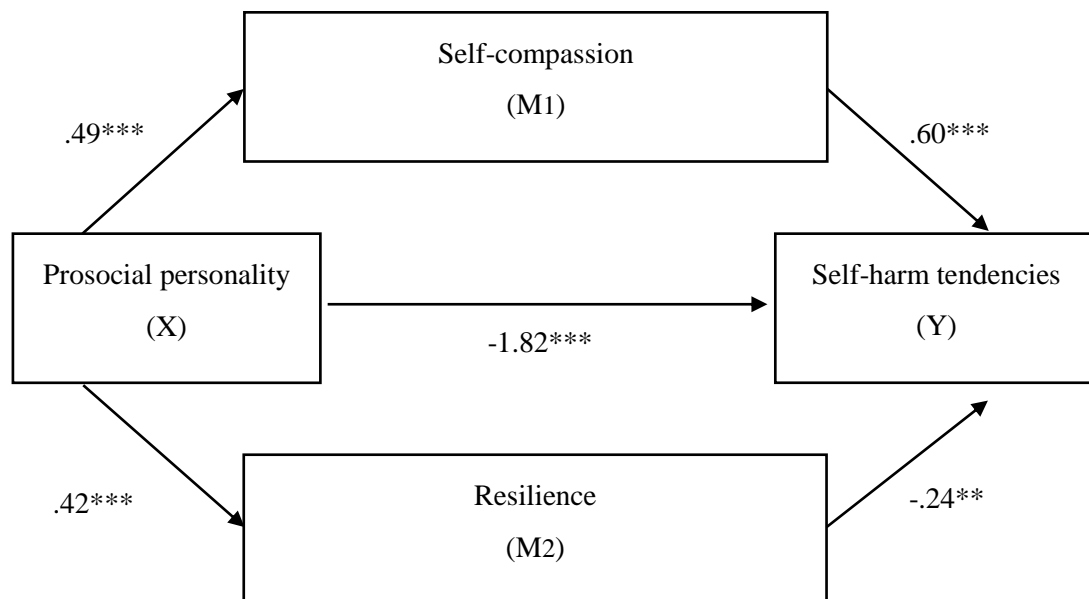 Self-compassion
(M1)
.49***
.60***
Prosocial personality
(X)
Self-harm tendencies
(Y)
-1.82***
.42***
Resilience
(M2)
-.24**